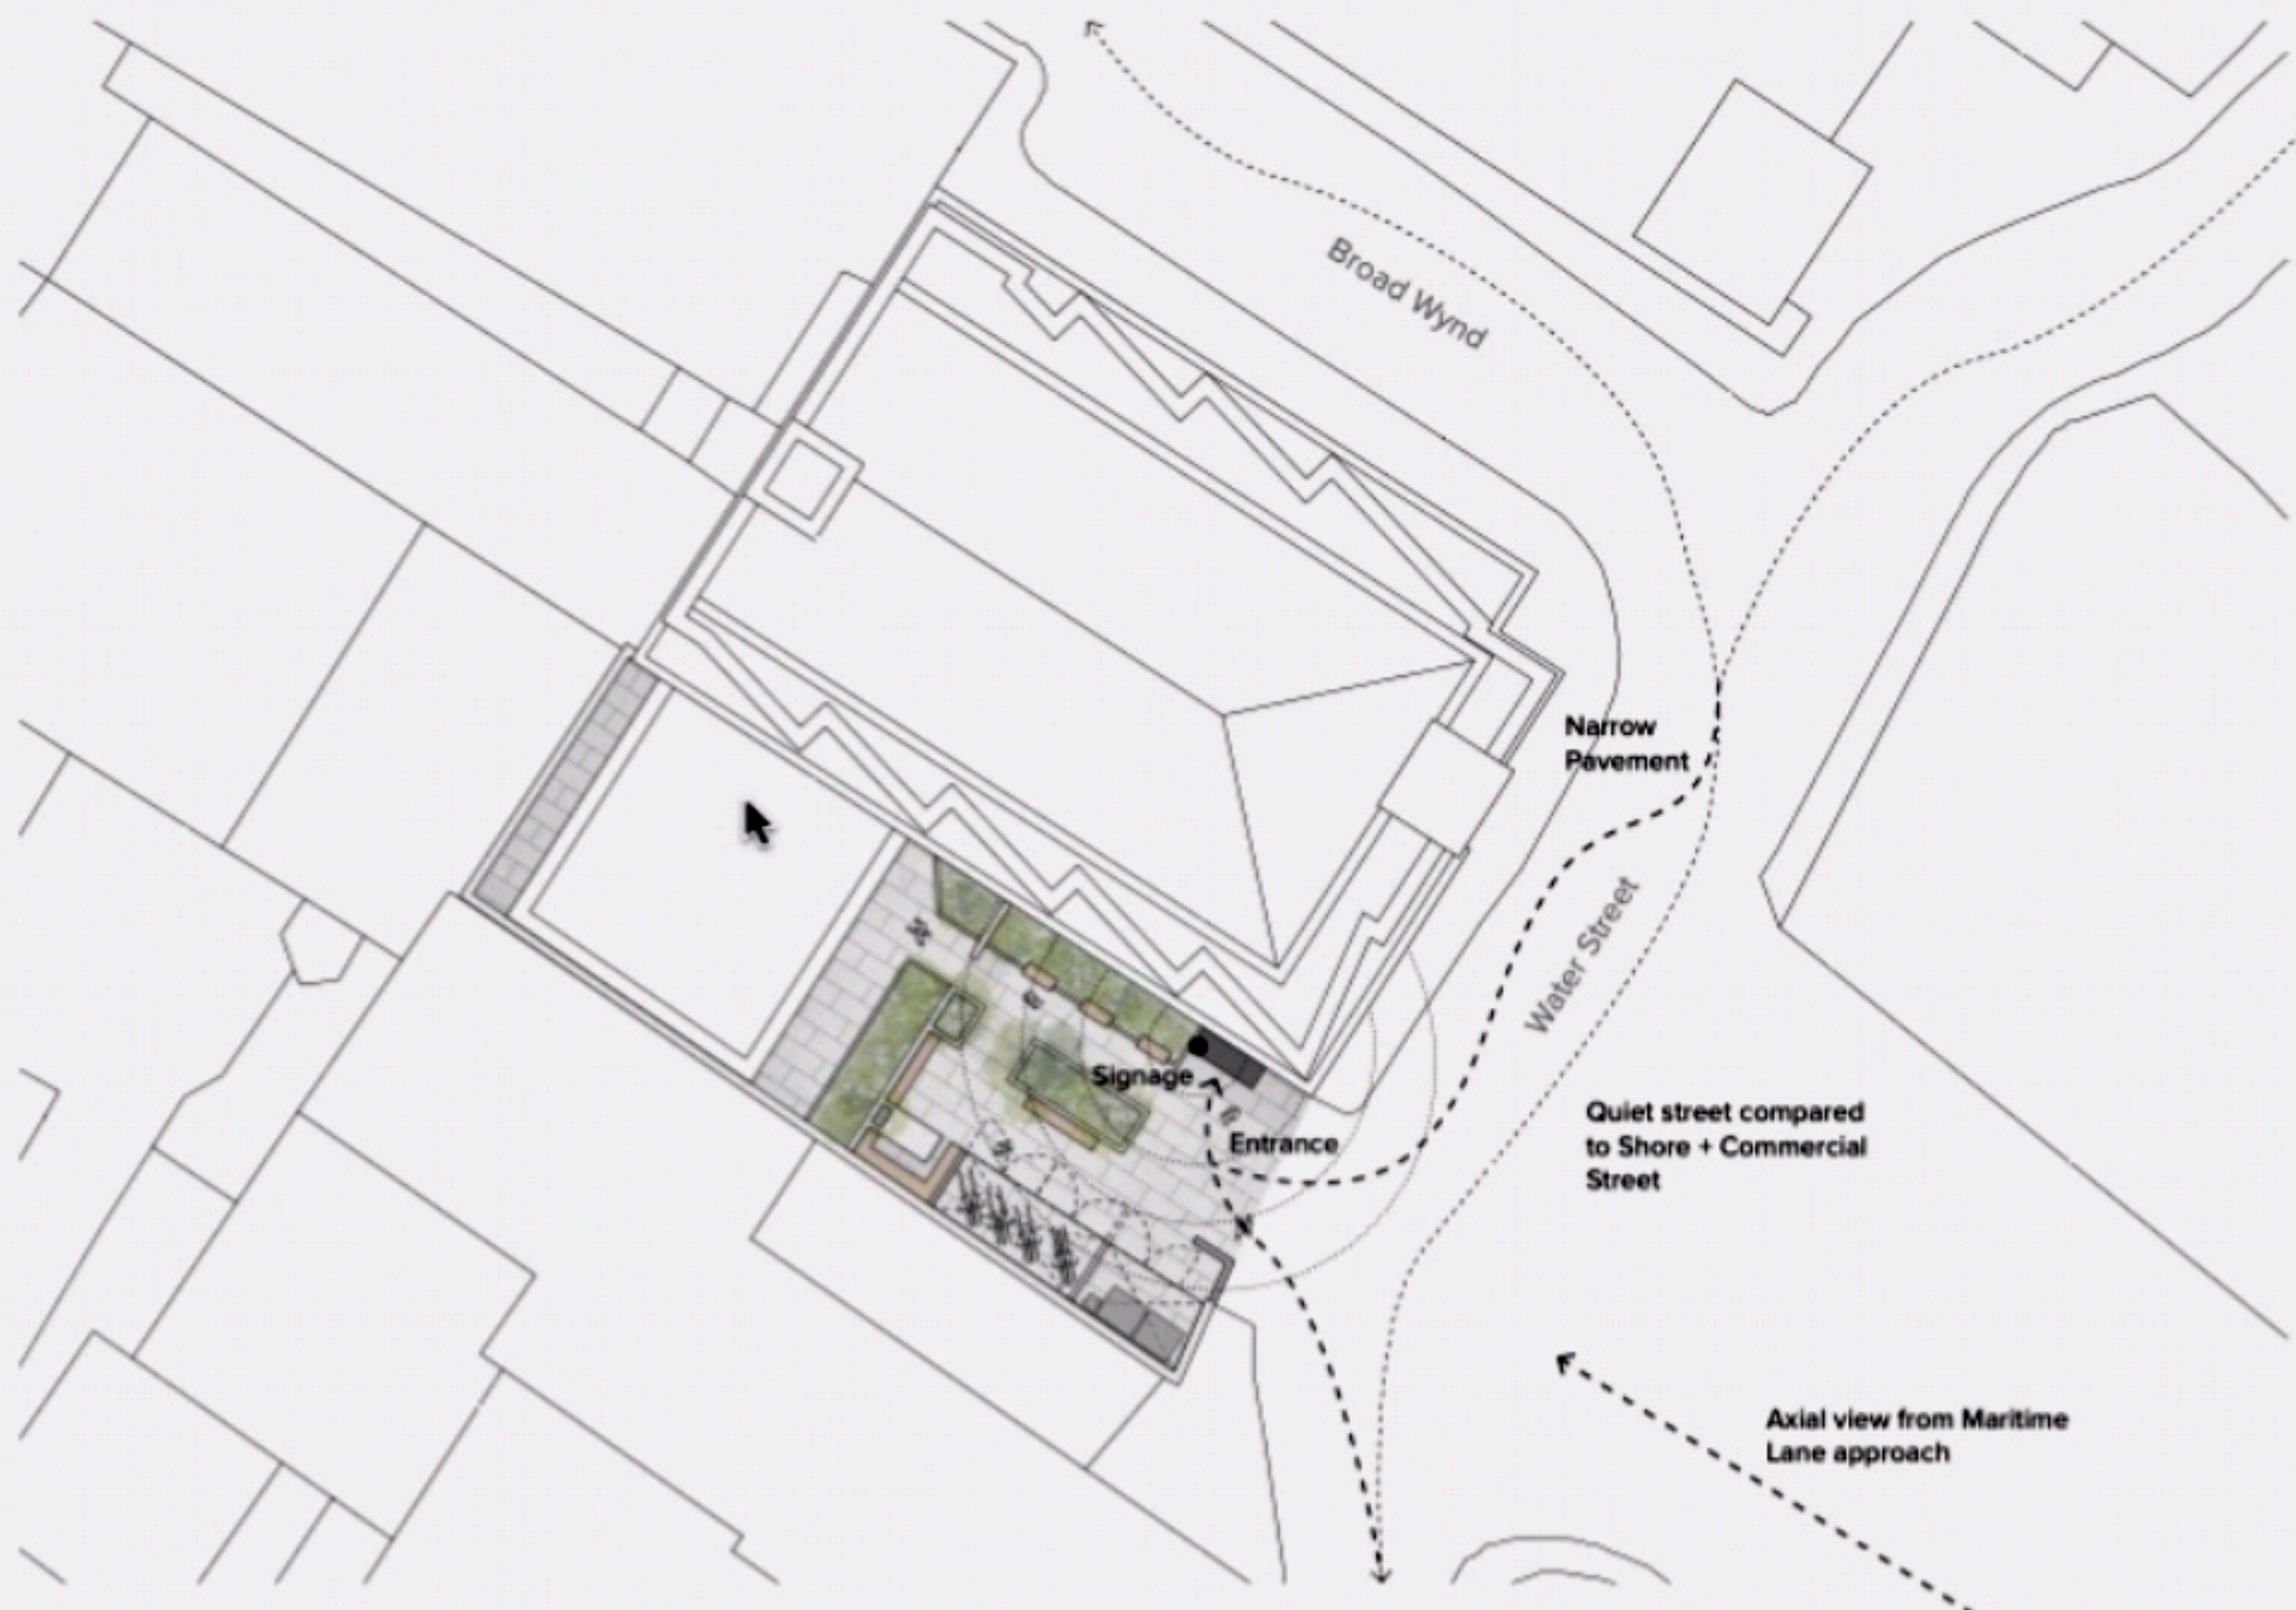 Broad Wynd
Narrow
Pavement
Water Street
Signage
Entrance
Quiet street compared
to Shore + Commercial
Street
Axial view from Maritime
Lane approach